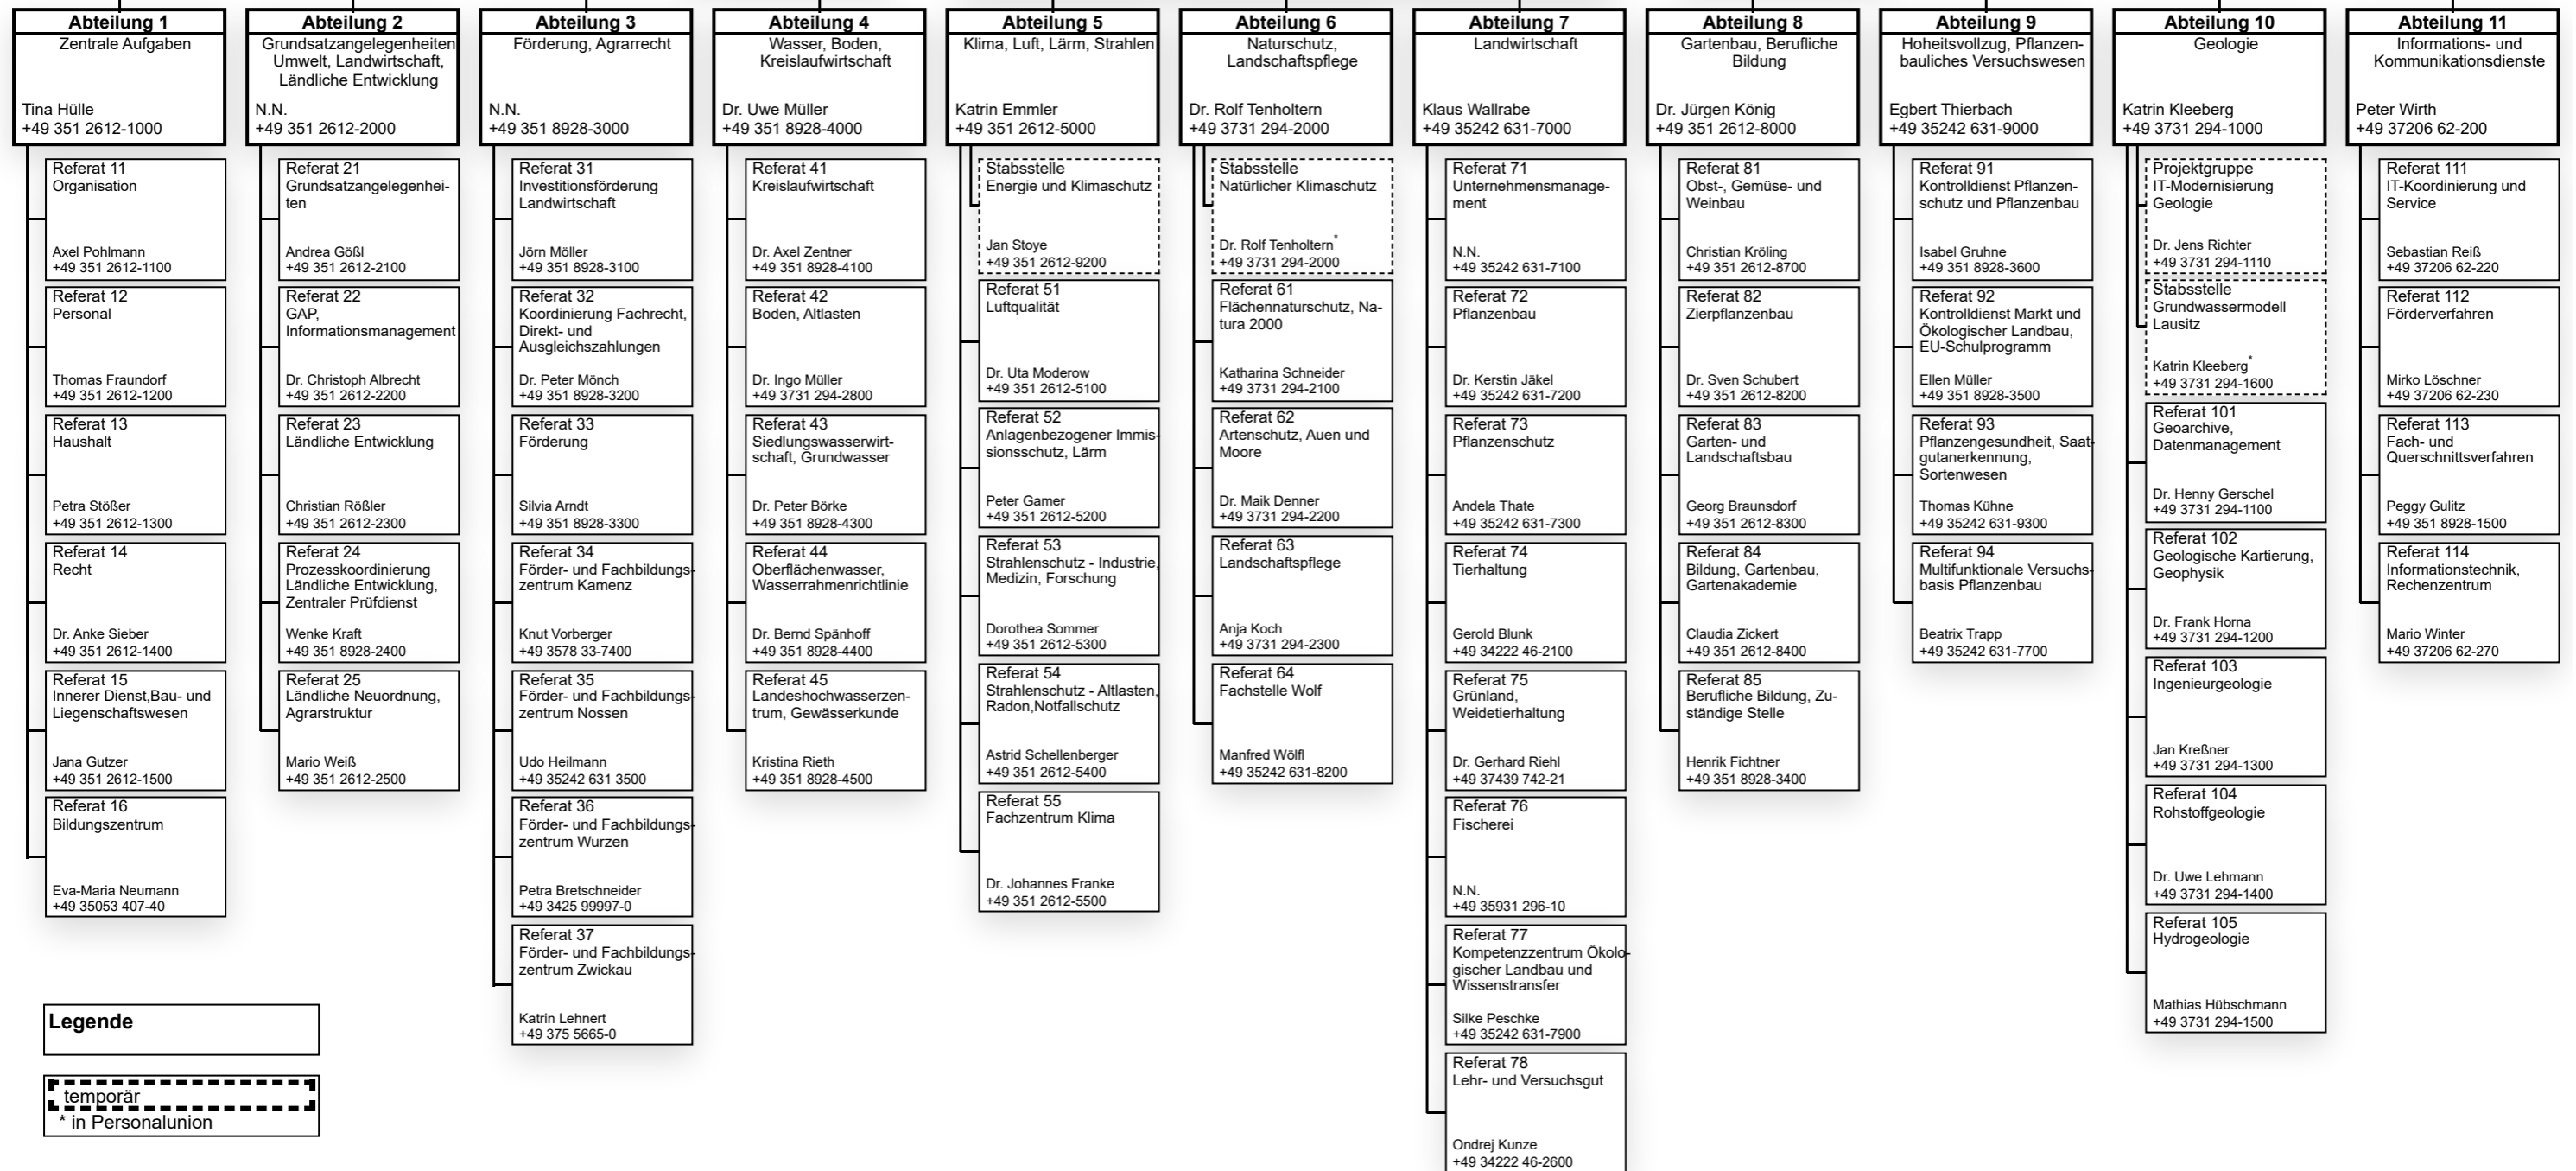 Abteilung 1
Zentrale Aufgaben
Tina Hülle
+49 351 2612-1000
Referat 11
Organisation
Axel Pohlmann
+49 351 2612-1100
Referat 12
Personal
Thomas Fraundorf
+49 351 2612-1200
Referat 13
Haushalt
Petra Stößer
+49 351 2612-1300
Referat 14
Recht
Dr. Anke Sieber
+49 351 2612-1400
Referat 15
Innerer Dienst,Bau- und
Liegenschaftswesen
Jana Gutzer
+49 351 2612-1500
Referat 16
Bildungszentrum
Eva-Maria Neumann
+49 35053 407-40
Abteilung 2
Grundsatzangelegenheiten
Umwelt, Landwirtschaft,
Ländliche Entwicklung
N.N.
+49 351 2612-2000
Referat 21
Grundsatzangelegenhei-
ten
Andrea Gößl
+49 351 2612-2100
Referat 22
GAP,
Informationsmanagement
Dr. Christoph Albrecht
+49 351 2612-2200
Referat 23
Ländliche Entwicklung
Christian Rößler
+49 351 2612-2300
Referat 24
Prozesskoordinierung
Ländliche Entwicklung,
Zentraler Prüfdienst
Wenke Kraft
+49 351 8928-2400
Referat 25
Ländliche Neuordnung,
Agrarstruktur
Mario Weiß
+49 351 2612-2500
Abteilung 3
Förderung, Agrarrecht
N.N.
+49 351 8928-3000
Referat 31
Investitionsförderung
Landwirtschaft
Jörn Möller
+49 351 8928-3100
Referat 32
Koordinierung Fachrecht,
Direkt- und
Ausgleichszahlungen
Dr. Peter Mönch
+49 351 8928-3200
Referat 33
Förderung
Silvia Arndt
+49 351 8928-3300
Referat 34
Förder- und Fachbildungs-
zentrum Kamenz
Knut Vorberger
+49 3578 33-7400
Referat 35
Förder- und Fachbildungs-
zentrum Nossen
Udo Heilmann
+49 35242 631 3500
Referat 36
Förder- und Fachbildungs-
zentrum Wurzen
Petra Bretschneider
+49 3425 99997-0
Referat 37
Förder- und Fachbildungs-
zentrum Zwickau
Katrin Lehnert
+49 375 5665-0
Abteilung 4
Wasser, Boden,
Kreislaufwirtschaft
Dr. Uwe Müller
+49 351 8928-4000
Referat 41
Kreislaufwirtschaft
Dr. Axel Zentner
+49 351 8928-4100
Referat 42
Boden, Altlasten
Dr. Ingo Müller
+49 3731 294-2800
Referat 43
Siedlungswasserwirt-
schaft, Grundwasser
Dr. Peter Börke
+49 351 8928-4300
Referat 44
Oberflächenwasser,
Wasserrahmenrichtlinie
Dr. Bernd Spänhoff
+49 351 8928-4400
Referat 45
Landeshochwasserzen-
trum, Gewässerkunde
Kristina Rieth
+49 351 8928-4500
Abteilung 5
Klima, Luft, Lärm, Strahlen
Katrin Emmler
+49 351 2612-5000
Stabsstelle
Energie und Klimaschutz
Jan Stoye
+49 351 2612-9200
Referat 51
Luftqualität
Dr. Uta Moderow
+49 351 2612-5100
Referat 52
Anlagenbezogener Immis-
sionsschutz, Lärm
Peter Gamer
+49 351 2612-5200
Referat 53
Strahlenschutz - Industrie,
Medizin, Forschung
Dorothea Sommer
+49 351 2612-5300
Referat 54
Strahlenschutz - Altlasten,
Radon,Notfallschutz
Astrid Schellenberger
+49 351 2612-5400
Referat 55
Fachzentrum Klima
Dr. Johannes Franke
+49 351 2612-5500
Abteilung 6
Naturschutz,
Landschaftspflege
Dr. Rolf Tenholtern
+49 3731 294-2000
Stabsstelle
Natürlicher Klimaschutz
Dr. Rolf Tenholtern*
+49 3731 294-2000
Referat 61
Flächennaturschutz, Na-
tura 2000
Katharina Schneider
+49 3731 294-2100
Referat 62
Artenschutz, Auen und
Moore
Dr. Maik Denner
+49 3731 294-2200
Referat 63
Landschaftspflege
Anja Koch
+49 3731 294-2300
Referat 64
Fachstelle Wolf
Manfred Wölfl
+49 35242 631-8200
Abteilung 7
Landwirtschaft
Klaus Wallrabe
+49 35242 631-7000
Referat 71
Unternehmensmanage-
ment
N.N.
+49 35242 631-7100
Referat 72
Pflanzenbau
Dr. Kerstin Jäkel
+49 35242 631-7200
Referat 73
Pflanzenschutz
Andela Thate
+49 35242 631-7300
Referat 74
Tierhaltung
Gerold Blunk
+49 34222 46-2100
Referat 75
Grünland,
Weidetierhaltung
Dr. Gerhard Riehl
+49 37439 742-21
Referat 76
Fischerei
N.N.
+49 35931 296-10
Referat 77
Kompetenzzentrum Ökolo-
gischer Landbau und
Wissenstransfer
Silke Peschke
+49 35242 631-7900
Referat 78
Lehr- und Versuchsgut
Ondrej Kunze
+49 34222 46-2600
Abteilung 8
Gartenbau, Berufliche
Bildung
Dr. Jürgen König
+49 351 2612-8000
Referat 81
Obst-, Gemüse- und
Weinbau
Christian Kröling
+49 351 2612-8700
Referat 82
Zierpflanzenbau
Dr. Sven Schubert
+49 351 2612-8200
Referat 83
Garten- und
Landschaftsbau
Georg Braunsdorf
+49 351 2612-8300
Referat 84
Bildung, Gartenbau,
Gartenakademie
Claudia Zickert
+49 351 2612-8400
Referat 85
Berufliche Bildung, Zu-
ständige Stelle
Henrik Fichtner
+49 351 8928-3400
Abteilung 9
Hoheitsvollzug, Pflanzen-
bauliches Versuchswesen
Egbert Thierbach
+49 35242 631-9000
Referat 91
Kontrolldienst Pflanzen-
schutz und Pflanzenbau
Isabel Gruhne
+49 351 8928-3600
Referat 92
Kontrolldienst Markt und
Ökologischer Landbau,
EU-Schulprogramm
Ellen Müller
+49 351 8928-3500
Referat 93
Pflanzengesundheit, Saat-
gutanerkennung,
Sortenwesen
Thomas Kühne
+49 35242 631-9300
Referat 94
Multifunktionale Versuchs-
basis Pflanzenbau
Beatrix Trapp
+49 35242 631-7700
Abteilung 10
Geologie
Katrin Kleeberg
+49 3731 294-1000
Projektgruppe
IT-Modernisierung
Geologie
Dr. Jens Richter
+49 3731 294-1110
Stabsstelle
Grundwassermodell
Lausitz
Katrin Kleeberg*
+49 3731 294-1600
Referat 101
Geoarchive,
Datenmanagement
Dr. Henny Gerschel
+49 3731 294-1100
Referat 102
Geologische Kartierung,
Geophysik
Dr. Frank Horna
+49 3731 294-1200
Referat 103
Ingenieurgeologie
Jan Kreßner
+49 3731 294-1300
Referat 104
Rohstoffgeologie
Dr. Uwe Lehmann
+49 3731 294-1400
Referat 105
Hydrogeologie
Mathias Hübschmann
+49 3731 294-1500
Abteilung 11
Informations- und
Kommunikationsdienste
Peter Wirth
+49 37206 62-200
Referat 111
IT-Koordinierung und
Service
Sebastian Reiß
+49 37206 62-220
Referat 112
Förderverfahren
Mirko Löschner
+49 37206 62-230
Referat 113
Fach- und
Querschnittsverfahren
Peggy Gulitz
+49 351 8928-1500
Referat 114
Informationstechnik,
Rechenzentrum
Mario Winter
+49 37206 62-270
Legende
temporär
* in Personalunion